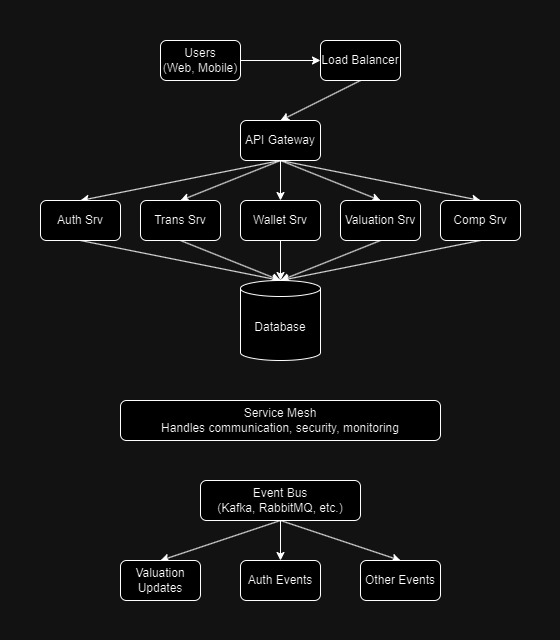 Users
(Web, Mobile)
Load Balancer
API Gateway
Auth Srv
Trans Srv
Wallet Srv
Valuation Srv
Comp Srv
Database
Service Mesh
Handles communication, security, monitoring
Event Bus
(Kafka, RabbitMQ, etc.)
Valuation
Updates
Auth Events
Other Events